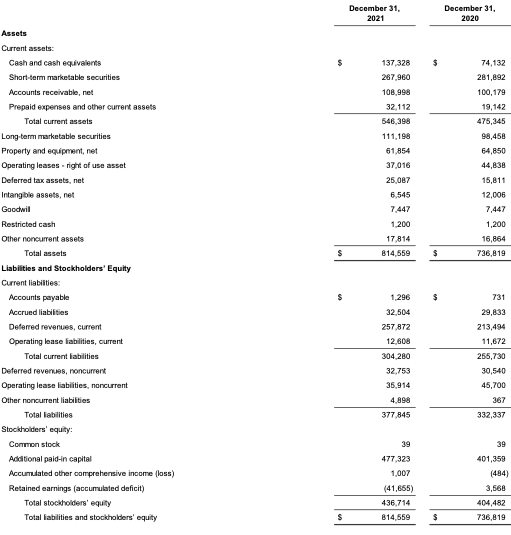 December 31, December 31,
2021 2020
Assets
Current assets:
Cash and cash equivalents $ 137,328 $ 74,132
Short-term marketable securities 267,960 281,892
Accounts receivable, net 108,998 100,179
Prepaid expenses and other current assets 32,112 19,142
Total current assets 546,398 475,345
Long-term marketable securities 111,198 98,458
Property and equipment, net 61,854 64,850
Operating leases - right of use asset 37,016 44,838
Deferred tax assets, net 25,087 15,811
Intangible assets, net 6,545 12,006
Goodwill 7,447 7,447
Restricted cash 1,200 1,200
Other noncurrent assets 17,814 16,864
Total assets $ 814,559 $ 736,819
Liabilities and Stockholders' Equity
Current liabilities:
Accounts payable $ 1,296 $ 731
Accrued liabilities 32,504 29,833
Deferred revenues, current 257,872 213,494
Operating lease liabilities, current 12,608 11,672
Total current liabilities 304,280 255,730
Deferred revenues, noncurrent 32,753 30,540
Operating lease liabilities, noncurrent 35,914 45,700
Other noncurrent liabilities 4,898 367
Total liabilities 377,845 332,337
Stockholders' equity:
Common stock 39 39
Additional paid-in capital 477,323 401,359
Accumulated other comprehensive income (loss) 1,007 (484)
Retained earnings (accumulated deficit) (41,655) 3,568
Total stockholders' equity 436,714 404,482
Total liabilities and stockholders' equity $ 814,559 $ 736,819